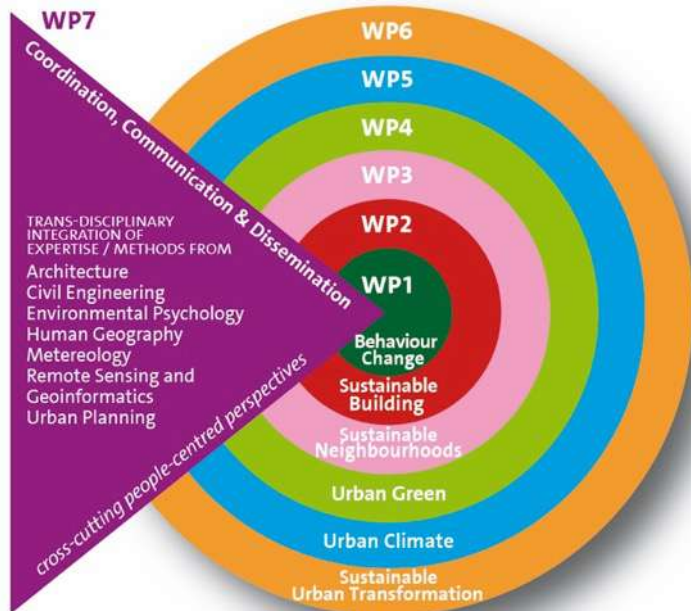 WP7
Coordination, Communication & Dissemination
TRANS-DISCIPLINARY
INTEGRATION OF
EXPERTISE / METHODS FROM
Architecture
Civil Engineering
Environmental Psychology
Human Geography
Metereology
Remote Sensing and
Geoinformatics
Urban Planning
cross-cutting people-centred perspectives
WP6
WP5
WP4
WP3
WP2
WP1
Behaviour
Change
Sustainable
Building
Sustainable
Neighbourhoods
Urban Green
Urban Climate
Sustainable
Urban Transformation